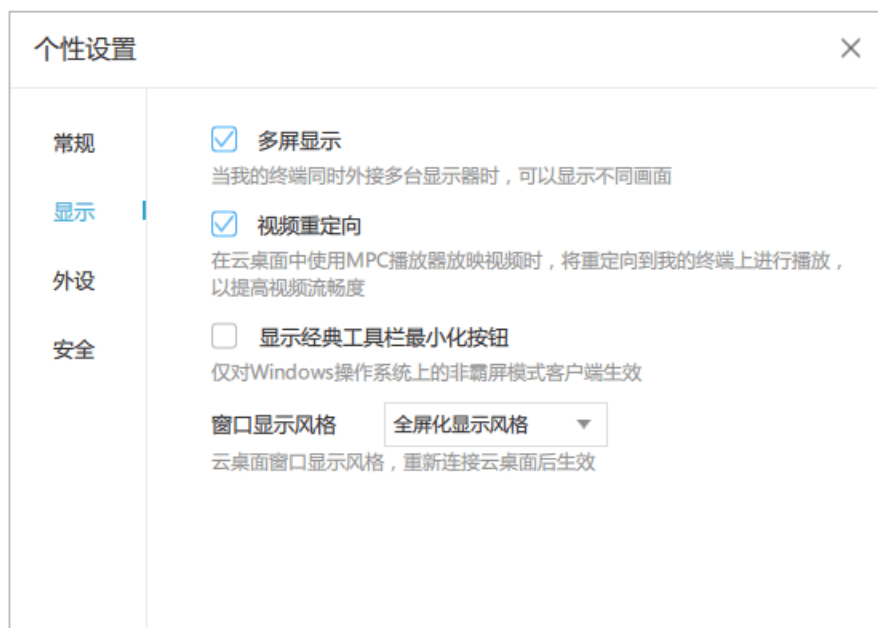 个性设置
常规
显示
外设
安全
多屏显示
当我的终端同时外接多台显示器时，可以显示不同画面
视频重定向
在云桌面中使用MPC播放器放映视频时，将重定向到我的终端上进行播放，
以提高视频流畅度
显示经典工具栏最小化按钮
仅对Windows操作系统上的非霸屏模式客户端生效
窗口显示风格 全屏化显示风格
云桌面窗口显示风格，重新连接云桌面后生效